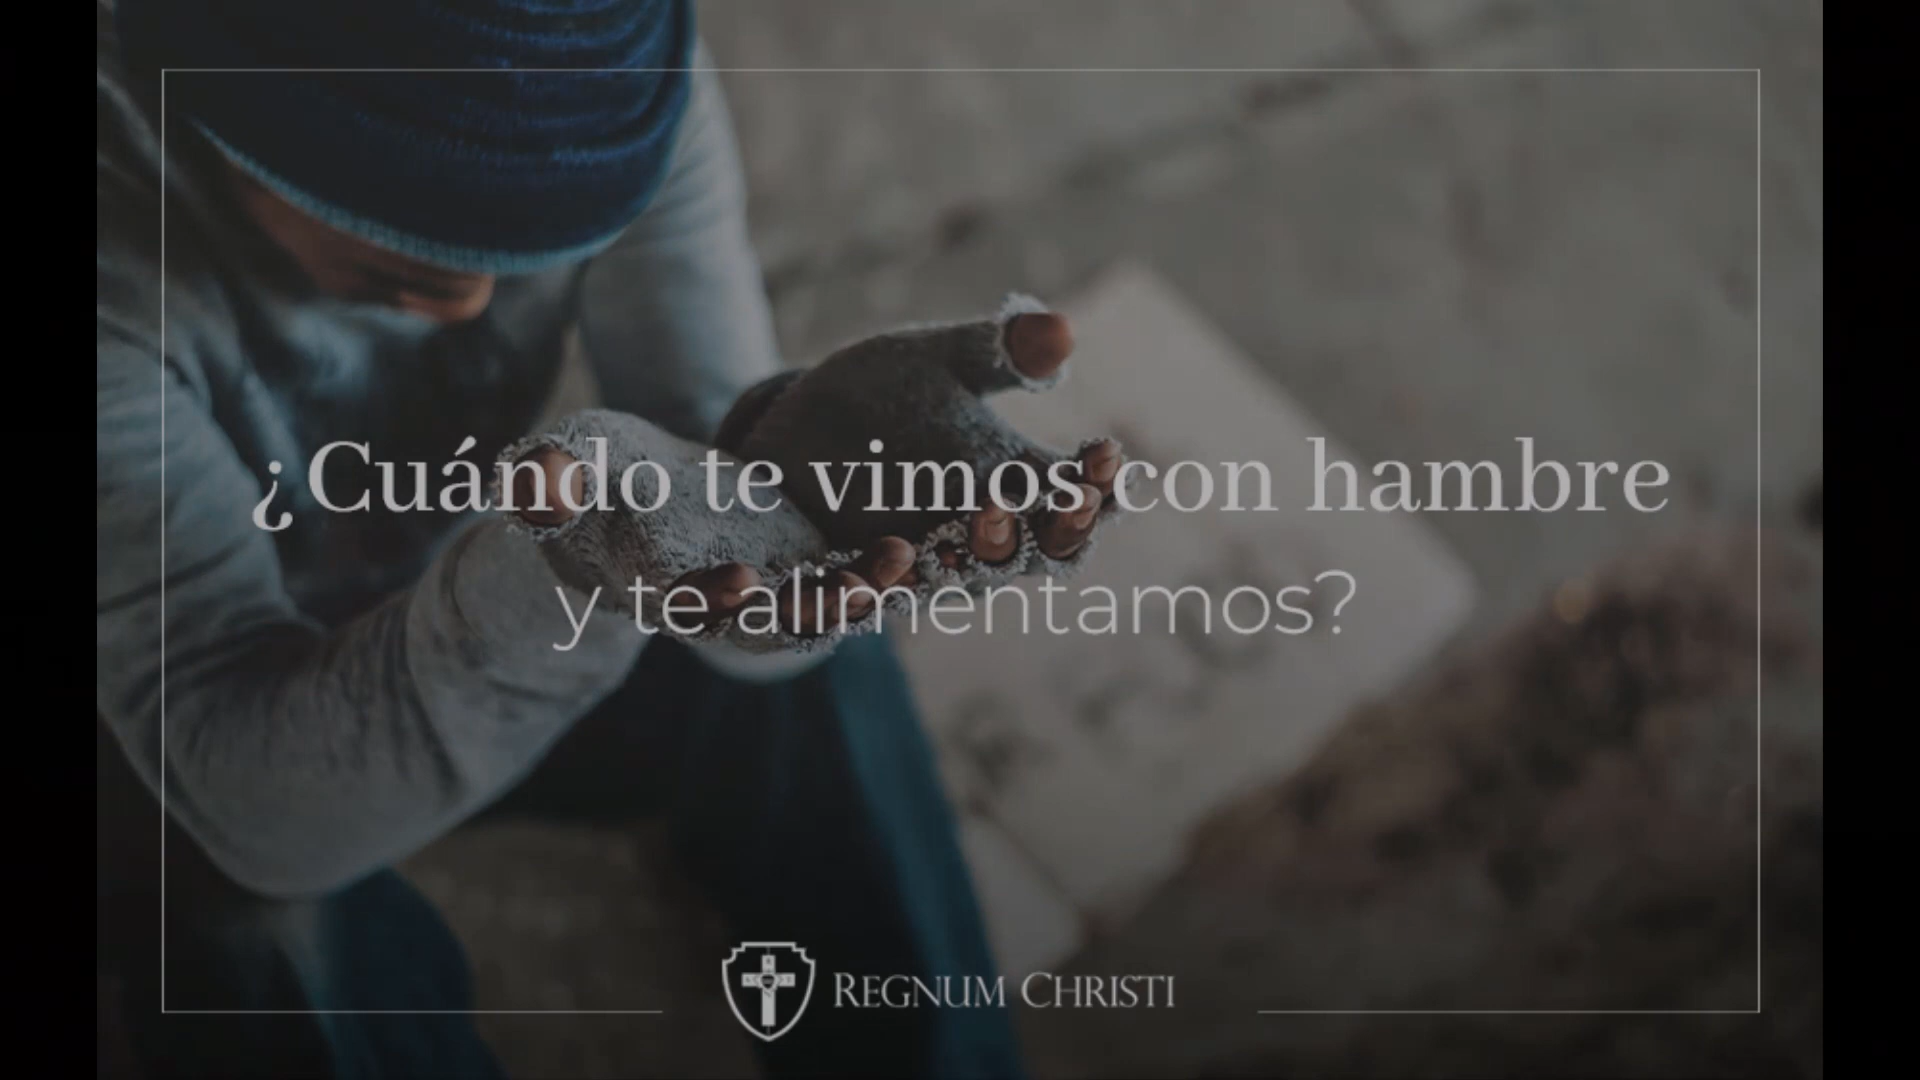 ¿Cuándo te vimos con hambre
y te alimentamos?
REGNUM CHRISTI